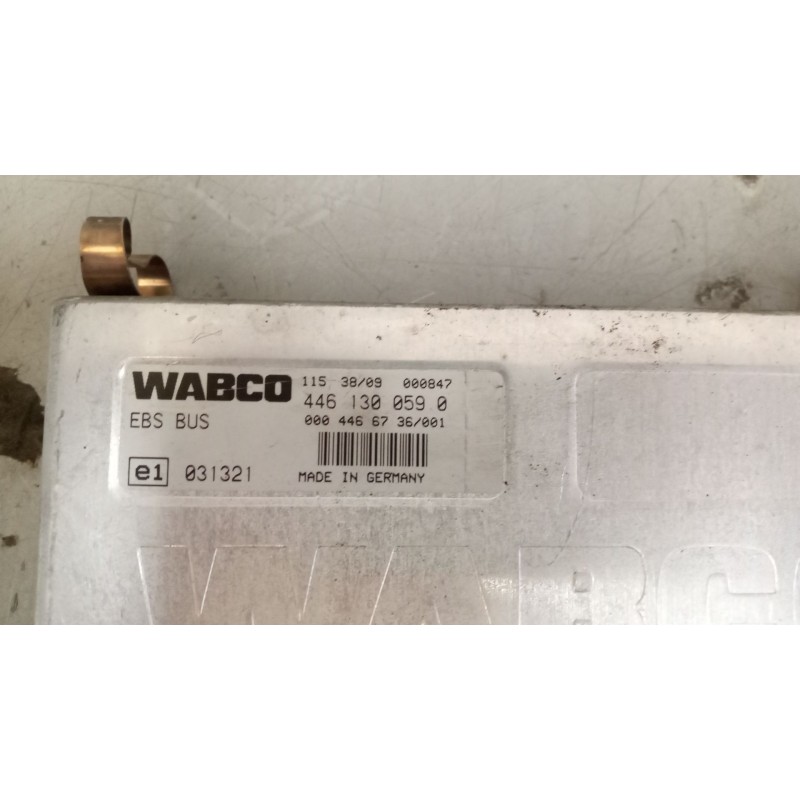 WABCO
115 38/09 000847
446 130 059 0
EBS BUS
000 446 67 36/001
e1 031321
MADE IN GERMANY
WABC